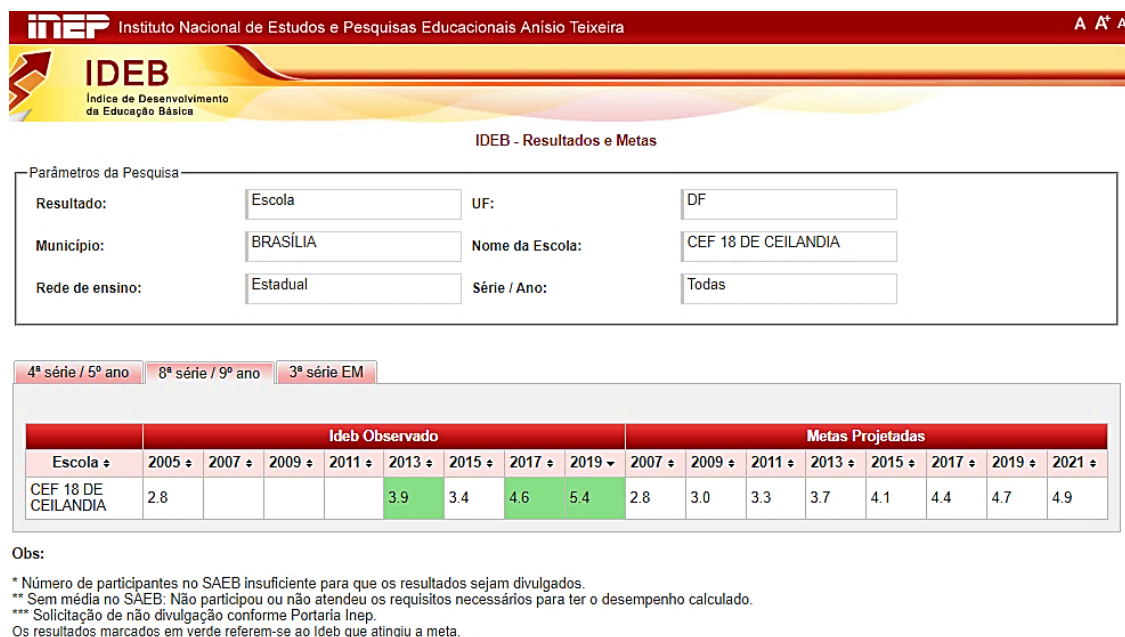 INEP Instituto Nacional de Estudos e Pesquisas Educacionais Anísio Teixeira A A+ A
IDEB
Índice de Desenvolvimento
da Educação Básica
IDEB - Resultados e Metas
Parâmetros da Pesquisa
Resultado: Escola UF: DF
Município: BRASÍLIA Nome da Escola: CEF 18 DE CEILANDIA
Rede de ensino: Estadual Série / Ano: Todas
4ª série / 5º ano 8ª série / 9º ano 3ª série EM
Ideb Observado Metas Projetadas
Escola 2005 2007 2009 2011 2013 2015 2017 2019 2007 2009 2011 2013 2015 2017 2019 2021
CEF 18 DE
CEILANDIA 2.8 3.9 3.4 4.6 5.4 2.8 3.0 3.3 3.7 4.1 4.4 4.7 4.9
Obs:
* Número de participantes no SAEB insuficiente para que os resultados sejam divulgados.
** Sem média no SAEB: Não participou ou não atendeu os requisitos necessários para ter o desempenho calculado.
*** Solicitação de não divulgação conforme Portaria Inep.
Os resultados marcados em verde referem-se ao Ideb que atingiu a meta.